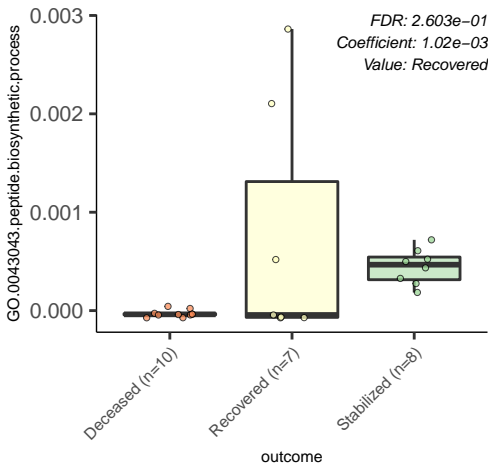 FDR: 2.603e−01
Coefficient: 1.02e−03
Value: Recovered
GO.0043043.peptide.biosynthetic.process
0.003
0.002
0.001
0.000
Deceased (n=10)
Recovered (n=7)
Stabilized (n=8)
outcome